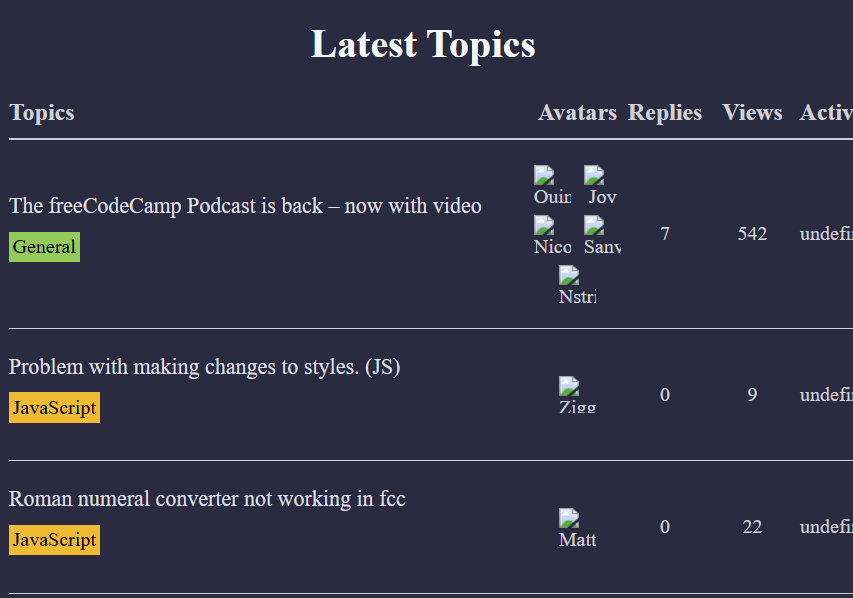 Latest Topics
Topics Avatars Replies Views Activ
The freeCodeCamp Podcast is back – now with video
General
Jov
Nico Sanv
Nstri
7 542 undefi
Problem with making changes to styles. (JS)
JavaScript
Zigg
0 9 undefi
Roman numeral converter not working in fcc
JavaScript
Matt
0 22 undefi